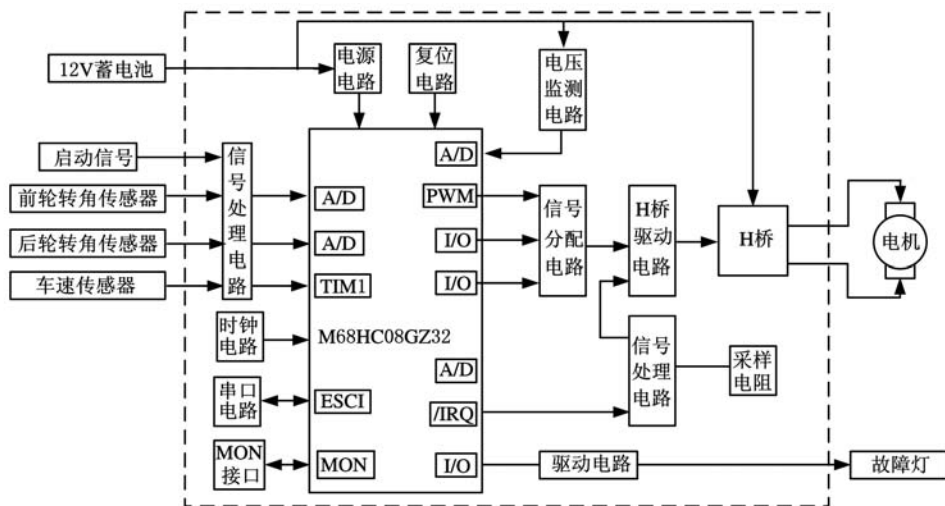 12V蓄电池
启动信号
前轮转角传感器
后轮转角传感器
车速传感器
信
号
处
理
电
路
电源
电路
复位
电路
电压
监测
电路
时钟
电路
串口
电路
MON
接口
A/D
A/D
TIM1
M68HC08GZ32
ESCI
MON
A/D
PWM
I/O
I/O
A/D
/IRQ
I/O
信号
分配
电路
H桥
驱动
电路
H桥
电机
信号
处理
电路
采样
电阻
驱动电路
故障灯